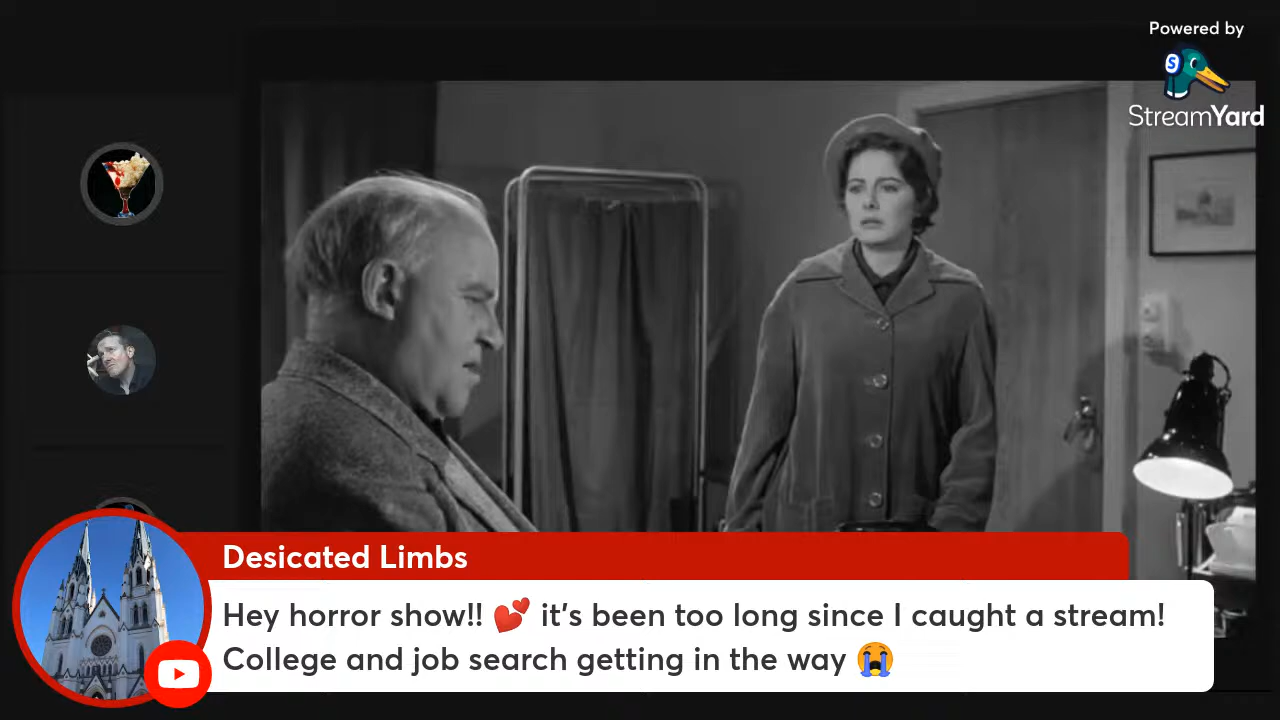 Powered by
S
StreamYard
Desicated Limbs
Hey horror show!! 💕 it's been too long since I caught a stream!
College and job search getting in the way 😭